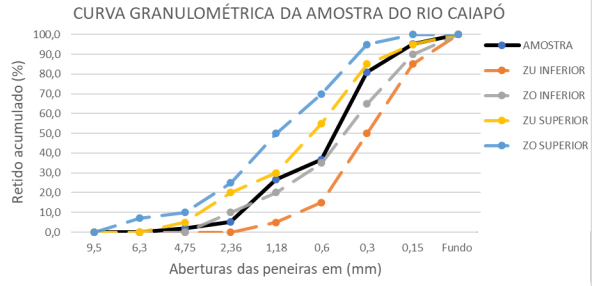 CURVA GRANULOMÉTRICA DA AMOSTRA DO RIO CAIAPÓ
Retido acumulado (%)
100,0
90,0
80,0
70,0
60,0
50,0
40,0
30,0
20,0
10,0
0,0
9,5 6,3 4,75 2,36 1,18 0,6 0,3 0,15 Fundo
Aberturas das peneiras em (mm)
AMOSTRA
ZU INFERIOR
ZO INFERIOR
ZU SUPERIOR
ZO SUPERIOR